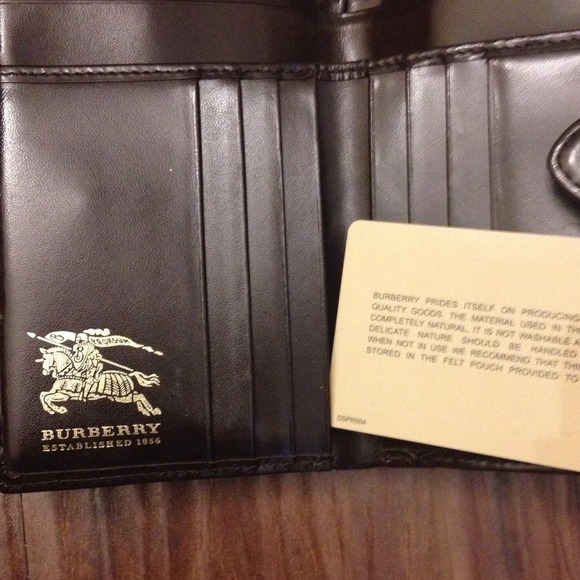 PRORSUM
BURBERRY
ESTABLISHED 1856
BURBERRY PRIDES ITSELF ON PRODUCING
QUALITY GOODS. THE MATERIAL USED IN
COMPLETELY NATURAL. IT IS NOT WASHABLE
DELICATE NATURE SHOULD BE HANDLED
WHEN NOT IN USE WE RECOMMEND THAT
STORED IN THE FELT POUCH PROVIDED TO
DSPR004